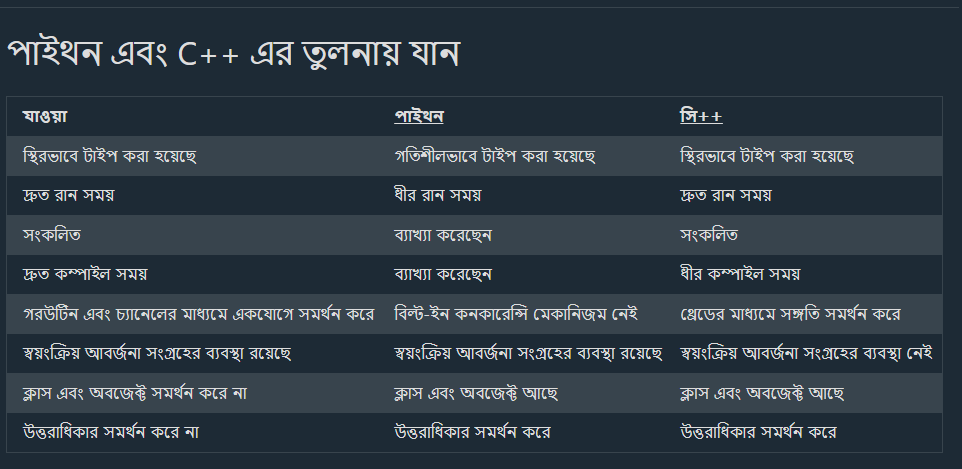 পাইথন এবং C++ এর তুলনায় যান
যাওয়া পাইথন সি++
স্থিরভাবে টাইপ করা হয়েছে গতিশীলভাবে টাইপ করা হয়েছে স্থিরভাবে টাইপ করা হয়েছে
দ্রুত রান সময় ধীর রান সময় দ্রুত রান সময়
সংকলিত ব্যাখ্যা করেছেন সংকলিত
দ্রুত কম্পাইল সময় ব্যাখ্যা করেছেন ধীর কম্পাইল সময়
গরউটিন এবং চ্যানেলের মাধ্যমে একযোগে সমর্থন করে বিল্ট-ইন কনকারেন্সি মেকানিজম নেই থ্রেডের মাধ্যমে সঙ্গতি সমর্থন করে
স্বয়ংক্রিয় আবর্জনা সংগ্রহের ব্যবস্থা রয়েছে স্বয়ংক্রিয় আবর্জনা সংগ্রহের ব্যবস্থা রয়েছে স্বয়ংক্রিয় আবর্জনা সংগ্রহের ব্যবস্থা নেই
ক্লাস এবং অবজেক্ট সমর্থন করে না ক্লাস এবং অবজেক্ট আছে ক্লাস এবং অবজেক্ট আছে
উত্তরাধিকার সমর্থন করে না উত্তরাধিকার সমর্থন করে উত্তরাধিকার সমর্থন করে